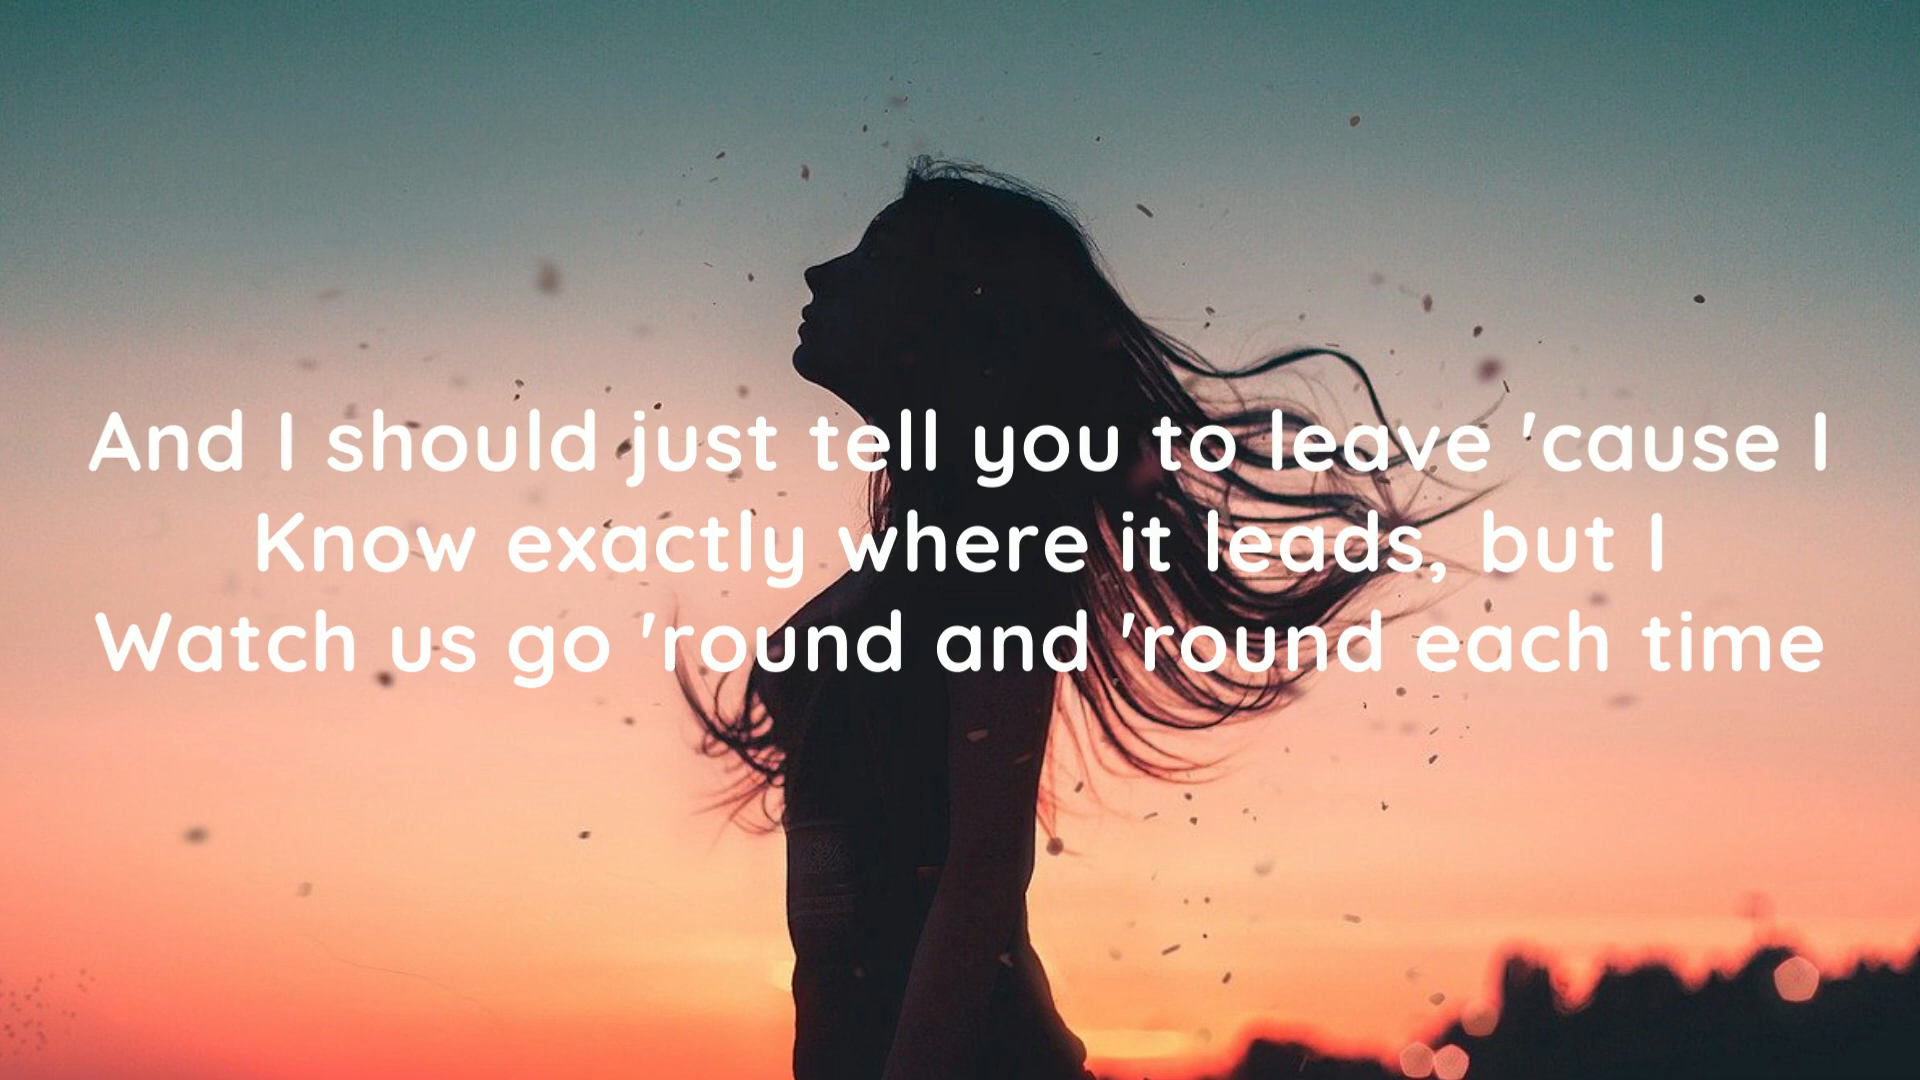 And I should just tell you to leave 'cause I
Know exactly where it leads, but I
Watch us go 'round and 'round each time